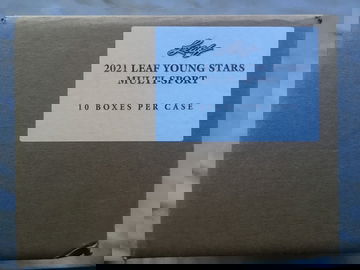 Leaf
2021 LEAF YOUNG STARS
MULTI-SPORT
10 BOXES PER CASE